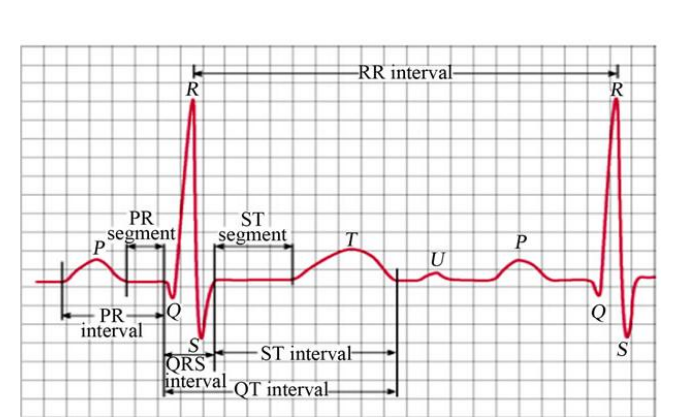 RR interval
R
R
PR
segment
ST
segment
P
T
U
P
PR
interval
Q
Q
S
S
QRS
interval
ST interval
QT interval